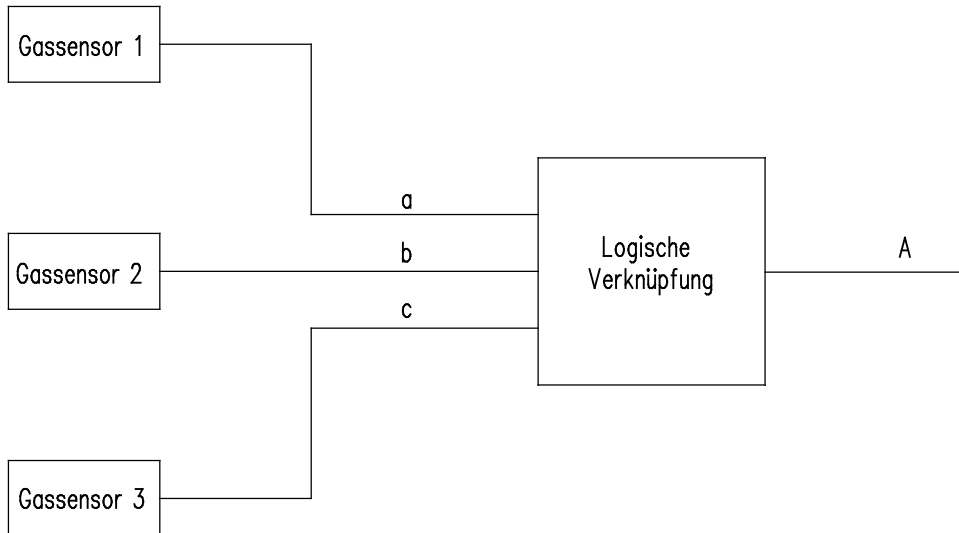 Gassensor 1
a
Gassensor 2
b
c
Logische
Verknüpfung
A
Gassensor 3